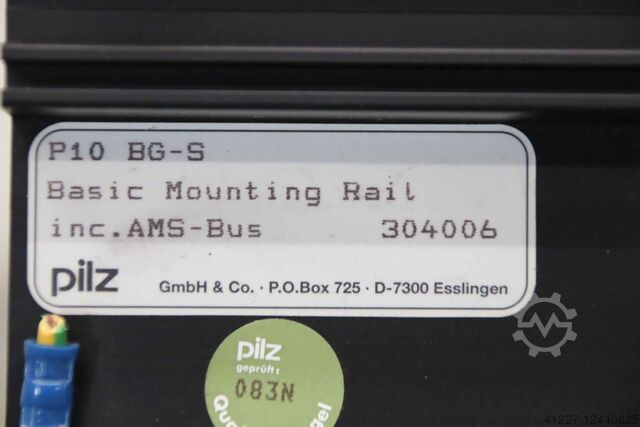 P10 BG-S
Basic Mounting Rail
inc.AMS-Bus 304006
pilz GmbH & Co. · P.O.Box 725 · D-7300 Esslingen
pilz
geprüft:
083N
41227-12440825